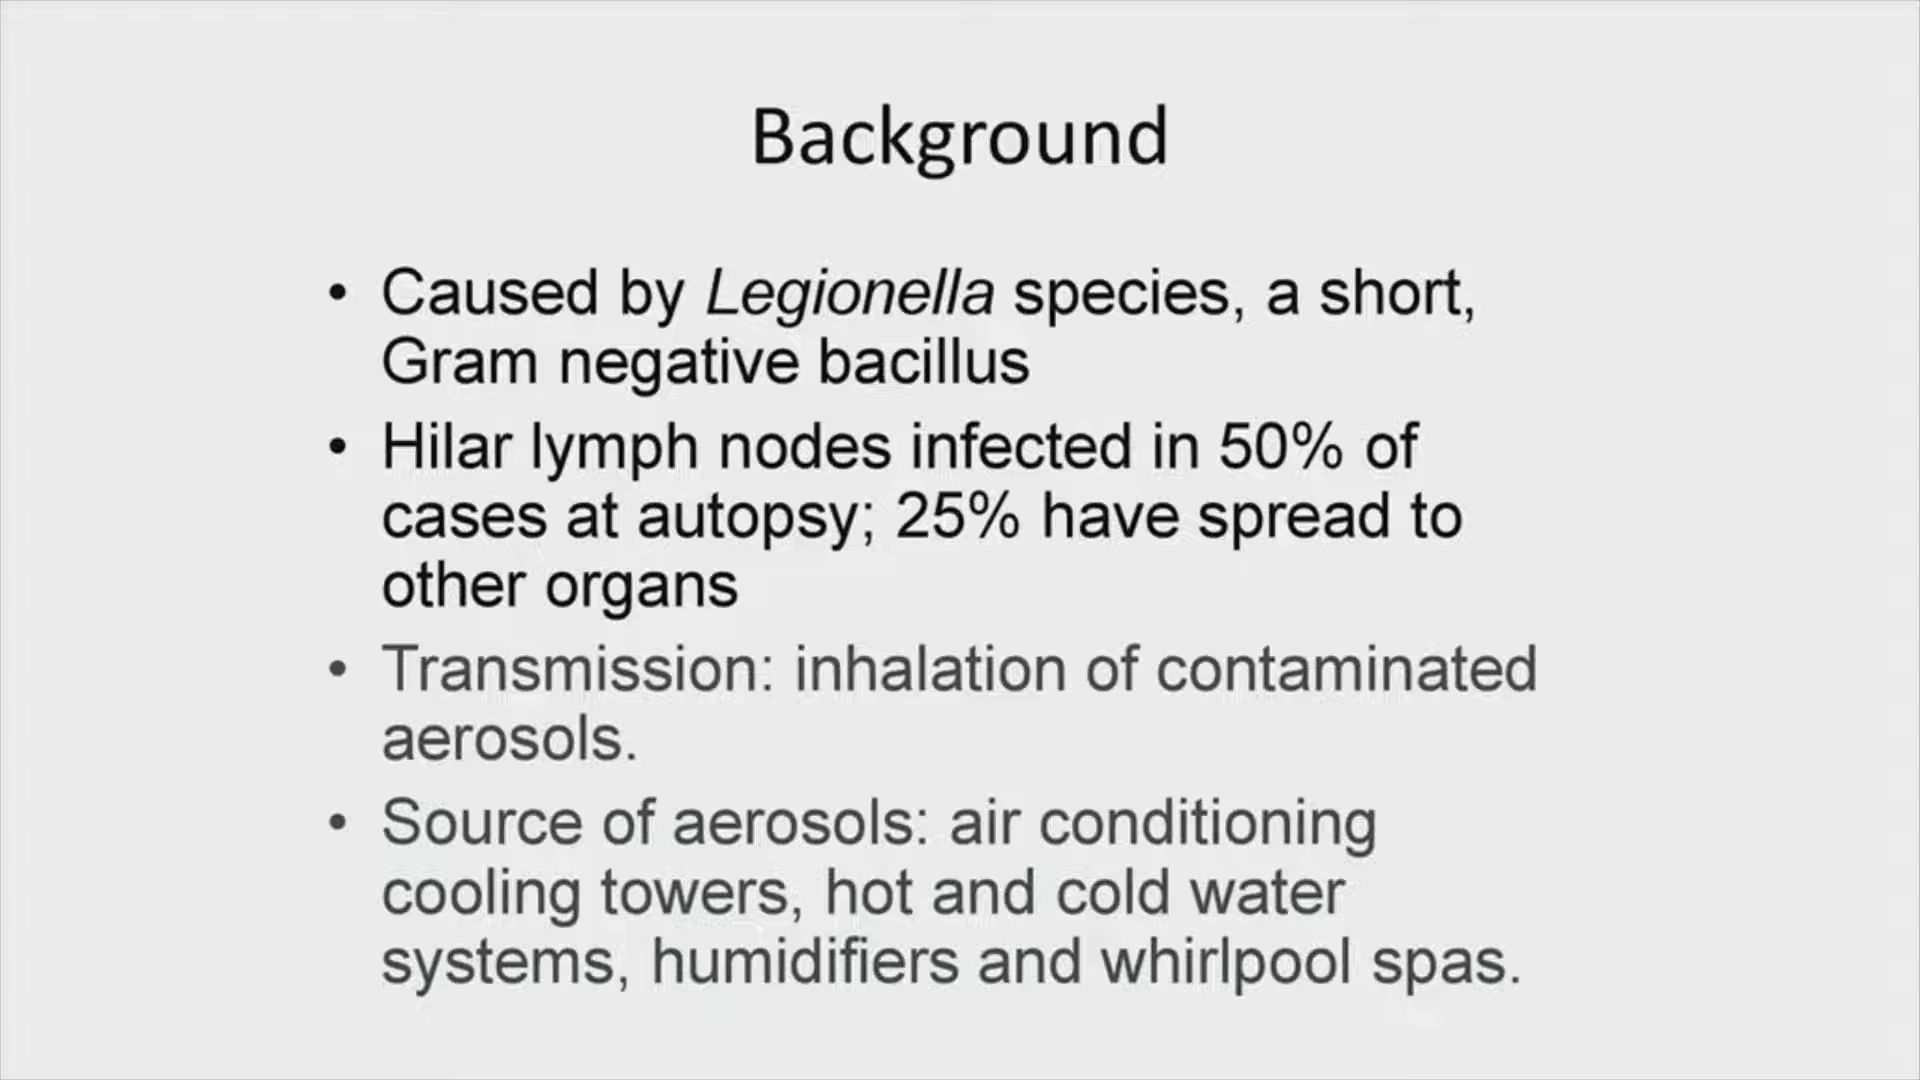 Background
• Caused by Legionella species, a short,
Gram negative bacillus
• Hilar lymph nodes infected in 50% of
cases at autopsy; 25% have spread to
other organs
• Transmission: inhalation of contaminated
aerosols.
• Source of aerosols: air conditioning
cooling towers, hot and cold water
systems, humidifiers and whirlpool spas.